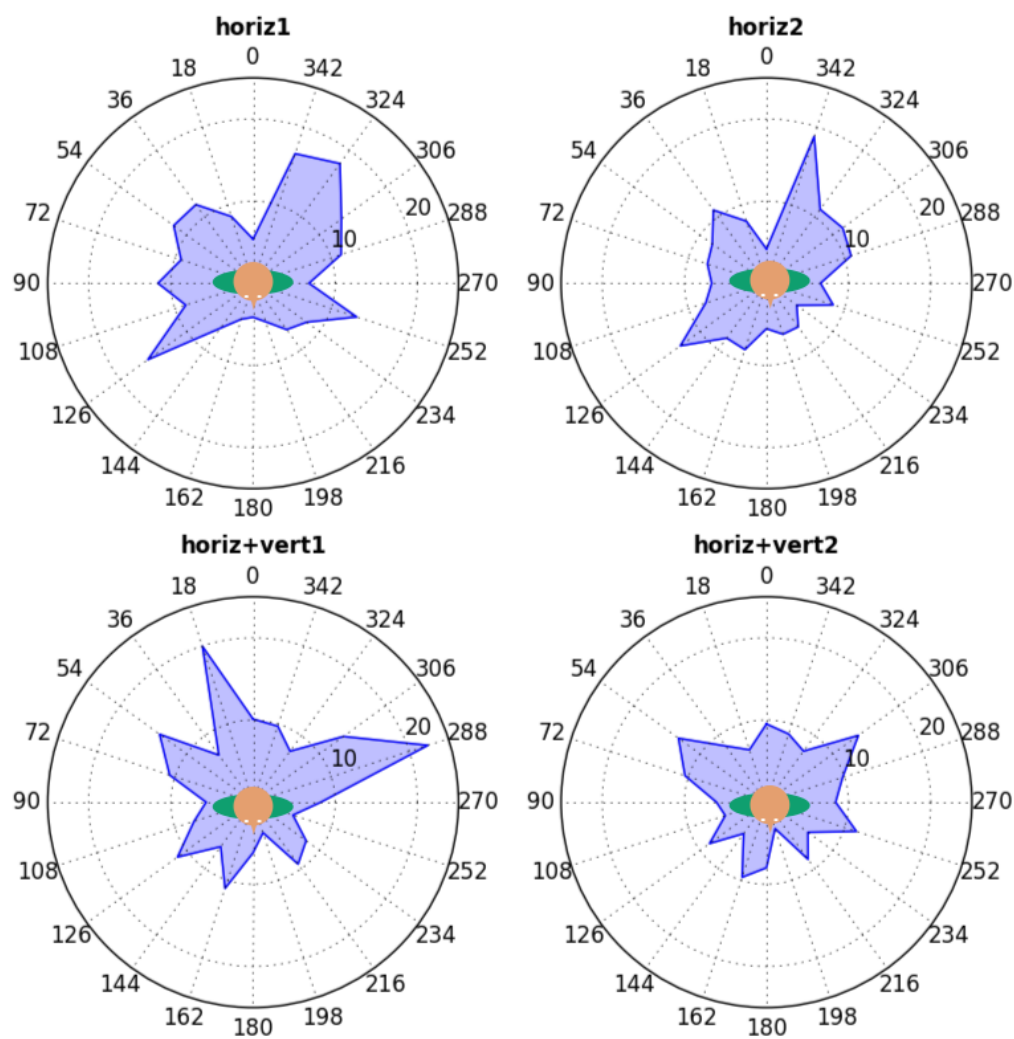 horiz1 horiz2
0 0
18 342 18 342
36 324 36 324
54 306 54 306
72 20 288 72 20 288
10 10
90 270 90 270
108 252 108 252
126 234 126 234
144 216 144 216
162 198 162 198
180 180
horiz+vert1 horiz+vert2
0 0
18 342 18 342
36 324 36 324
54 306 54 306
72 20 288 72 20 288
10 10
90 270 90 270
108 252 108 252
126 234 126 234
144 216 144 216
162 198 162 198
180 180